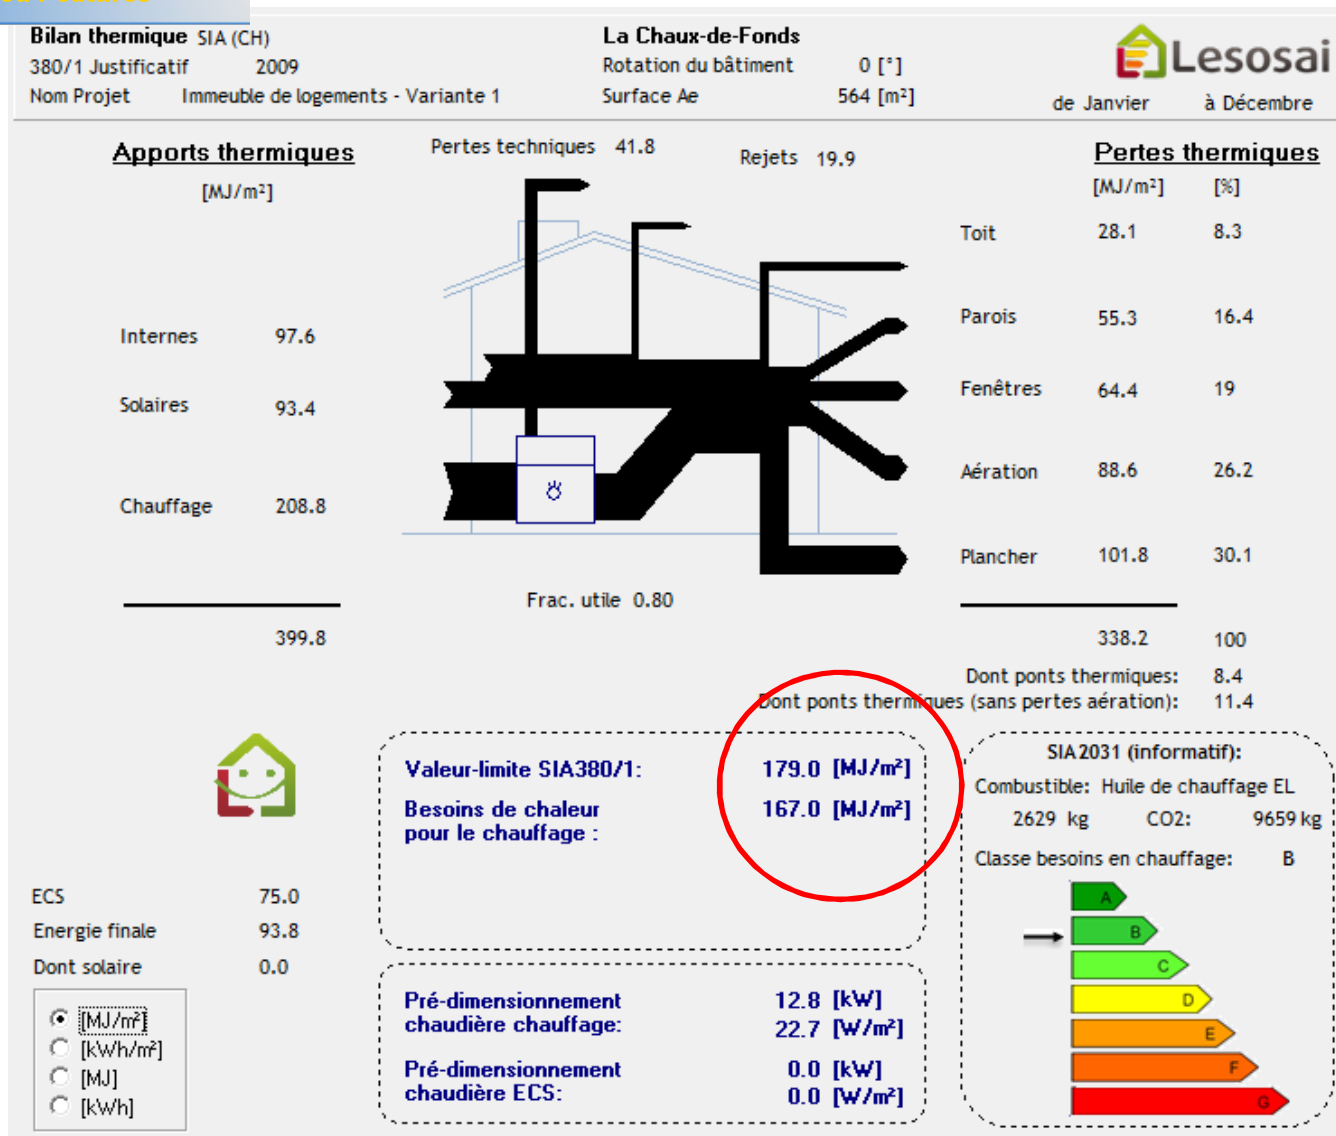 Bilan thermique SIA (CH)
La Chaux-de-Fonds
Lesosai
380/1 Justificatif 2009
Rotation du bâtiment 0 [°]
Nom Projet Immeuble de logements - Variante 1
Surface Ae 564 [m²]
de Janvier à Décembre
Apports thermiques
[MJ/m²]
Pertes techniques 41.8
Rejets 19.9
Pertes thermiques
[MJ/m²] [%]
Toit 28.1 8.3
Parois 55.3 16.4
Internes 97.6
Fenêtres 64.4 19
Solaires 93.4
Aération 88.6 26.2
Chauffage 208.8
Plancher 101.8 30.1
Frac. utile 0.80
399.8
338.2 100
Dont ponts thermiques: 8.4
Dont ponts thermiques (sans pertes aération): 11.4
Valeur-limite SIA380/1: 179.0 [MJ/m²]
Besoins de chaleur
pour le chauffage : 167.0 [MJ/m²]
SIA2031 (informatif):
Combustible: Huile de chauffage EL
2629 kg CO2: 9659 kg
Classe besoins en chauffage: B
A
B
C
D
E
F
G
ECS 75.0
Energie finale 93.8
Dont solaire 0.0
[MJ/m²]
[kWh/m²]
[MJ]
[kWh]
Pré-dimensionnement
chaudière chauffage:
12.8 [kW]
22.7 [W/m²]
Pré-dimensionnement
chaudière ECS:
0.0 [kW]
0.0 [W/m²]